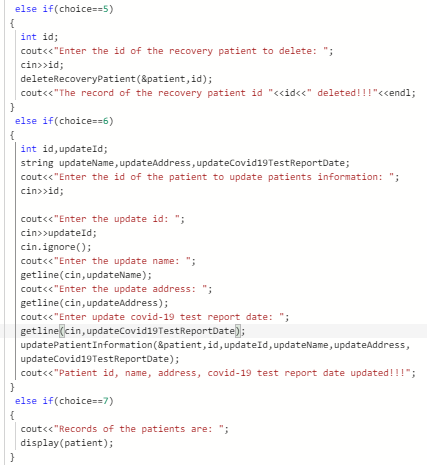 else if(choice==5)
{
int id;
cout<<"Enter the id of the recovery patient to delete: ";
cin>>id;
deleteRecoveryPatient(&patient,id);
cout<<"The record of the recovery patient id "<<id<<" deleted!!!"<<endl;
}
else if(choice==6)
{
int id,updateId;
string updateName,updateAddress,updateCovid19TestReportDate;
cout<<"Enter the id of the patient to update patients information: ";
cin>>id;
cout<<"Enter the update id: ";
cin>>updateId;
cin.ignore();
cout<<"Enter the update name: ";
getline(cin,updateName);
cout<<"Enter the update address: ";
getline(cin,updateAddress);
cout<<"Enter update covid-19 test report date: ";
getline(cin,updateCovid19TestReportDate);
updatePatientInformation(&patient,id,updateId,updateName,updateAddress,
updateCovid19TestReportDate);
cout<<"Patient id, name, address, covid-19 test report date updated!!!";
}
else if(choice==7)
{
cout<<"Records of the patients are: ";
display(patient);
}